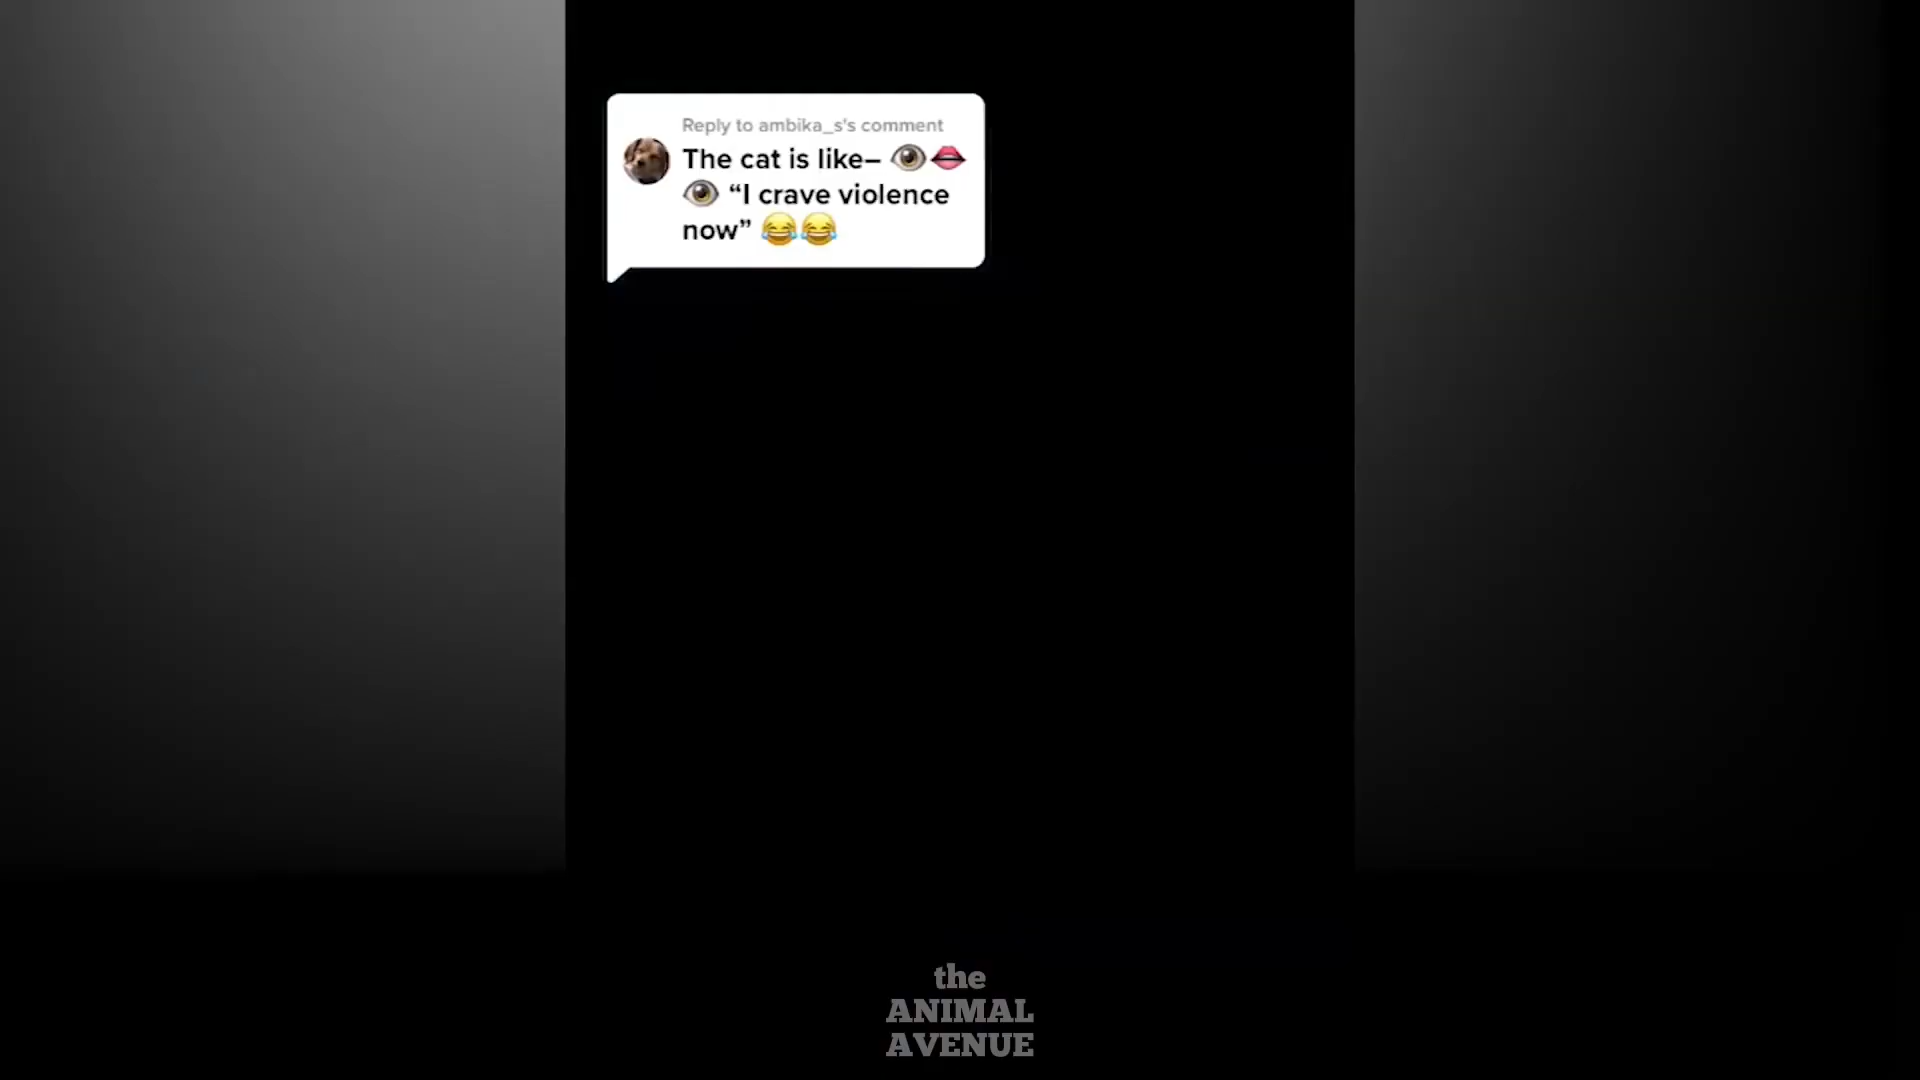 Reply to ambika_s's comment
The cat is like– 👁️👄
👁️ “I crave violence
now” 😂😂
the
ANIMAL
AVENUE